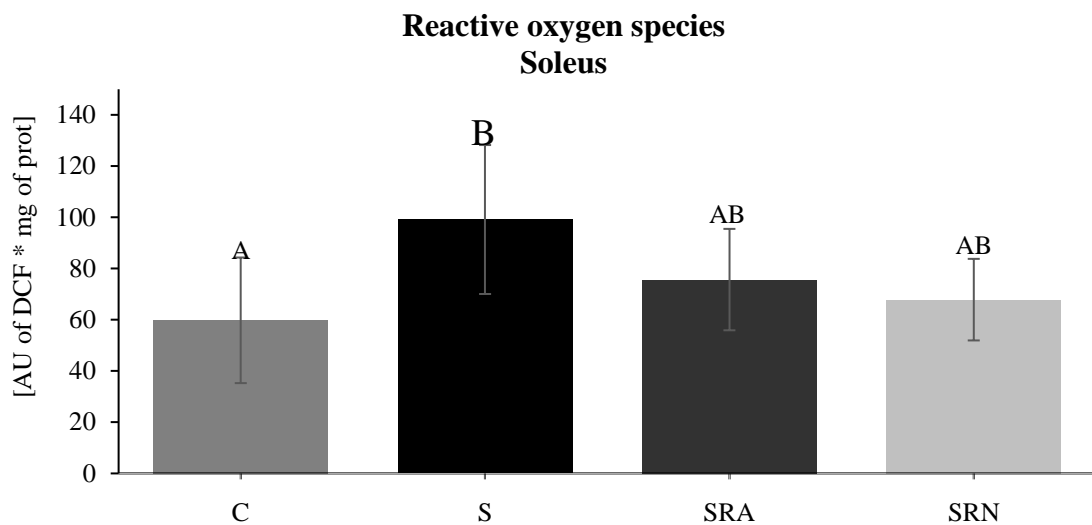 Reactive oxygen species
Soleus
[AU of DCF * mg of prot]
140
120
100
80
60
40
20
0
A
B
AB
AB
C
S
SRA
SRN